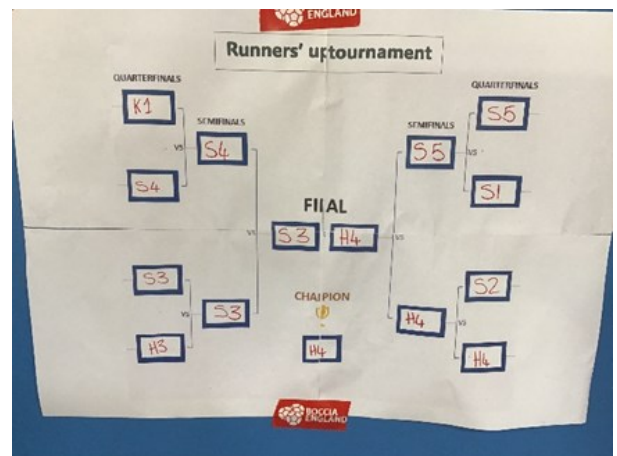 ENGLAND
Runners' uptournament
QUARTERFINALS
QUARTERFINALS
K1
S5
SEMIFINALS
SEMIFINALS
VS
S4
S5
VS
S4
S1
FINAL
VS
S3
H4
VS
S3
S2
CHAMPION
VS
S3
H4
VS
H3
H4
H4
BOCCIA
ENGLAND